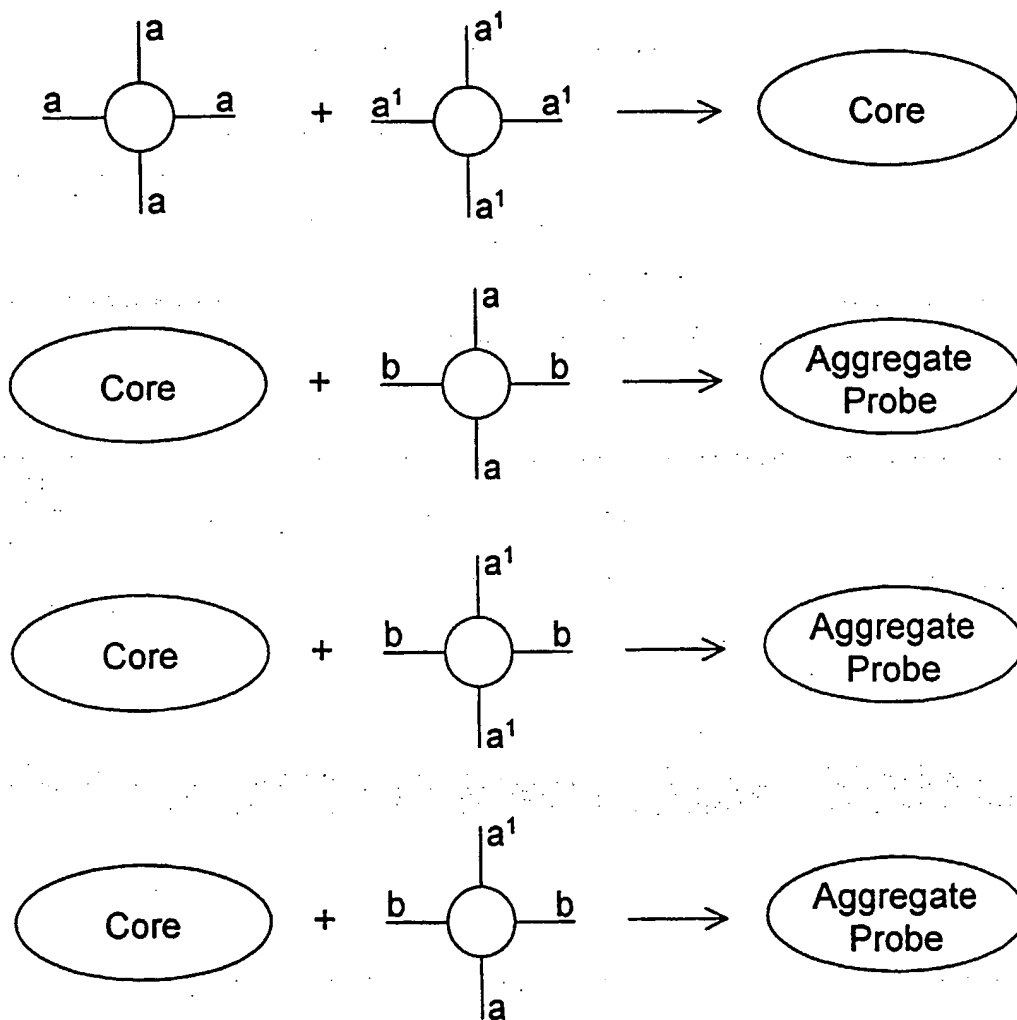 a a¹
a a + a¹ a¹ → Core
a a¹
a
Core + b b → Aggregate
Probe
a
a¹
Core + b b → Aggregate
Probe
a¹
a¹
Core + b b → Aggregate
Probe
a